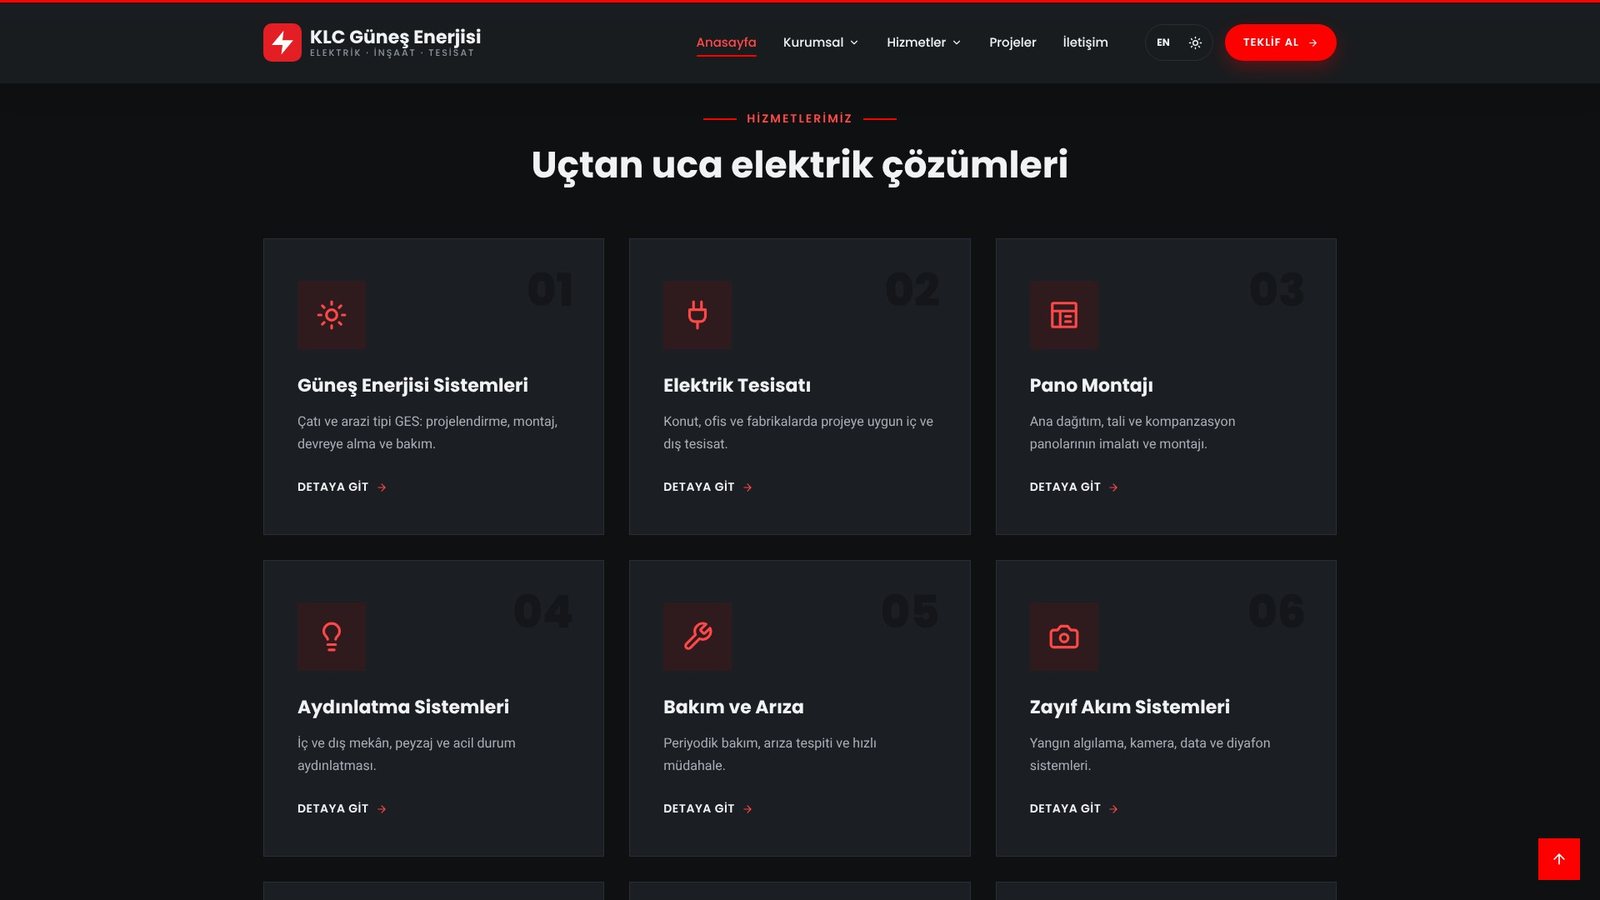 KLC Güneş Enerjisi
ELEKTRİK · İNŞAAT · TESİSAT
Anasayfa
Kurumsal
Hizmetler
Projeler
İletişim
EN
TEKLİF AL
HİZMETLERİMİZ
Uçtan uca elektrik çözümleri
01
Güneş Enerjisi Sistemleri
Çatı ve arazi tipi GES: projelendirme, montaj,
devreye alma ve bakım.
DETAYA GİT
02
Elektrik Tesisatı
Konut, ofis ve fabrikalarda projeye uygun iç ve
dış tesisat.
DETAYA GİT
03
Pano Montajı
Ana dağıtım, tali ve kompanzasyon
panolarının imalatı ve montajı.
DETAYA GİT
04
Aydınlatma Sistemleri
İç ve dış mekân, peyzaj ve acil durum
aydınlatması.
DETAYA GİT
05
Bakım ve Arıza
Periyodik bakım, arıza tespiti ve hızlı
müdahale.
DETAYA GİT
06
Zayıf Akım Sistemleri
Yangın algılama, kamera, data ve diyafon
sistemleri.
DETAYA GİT